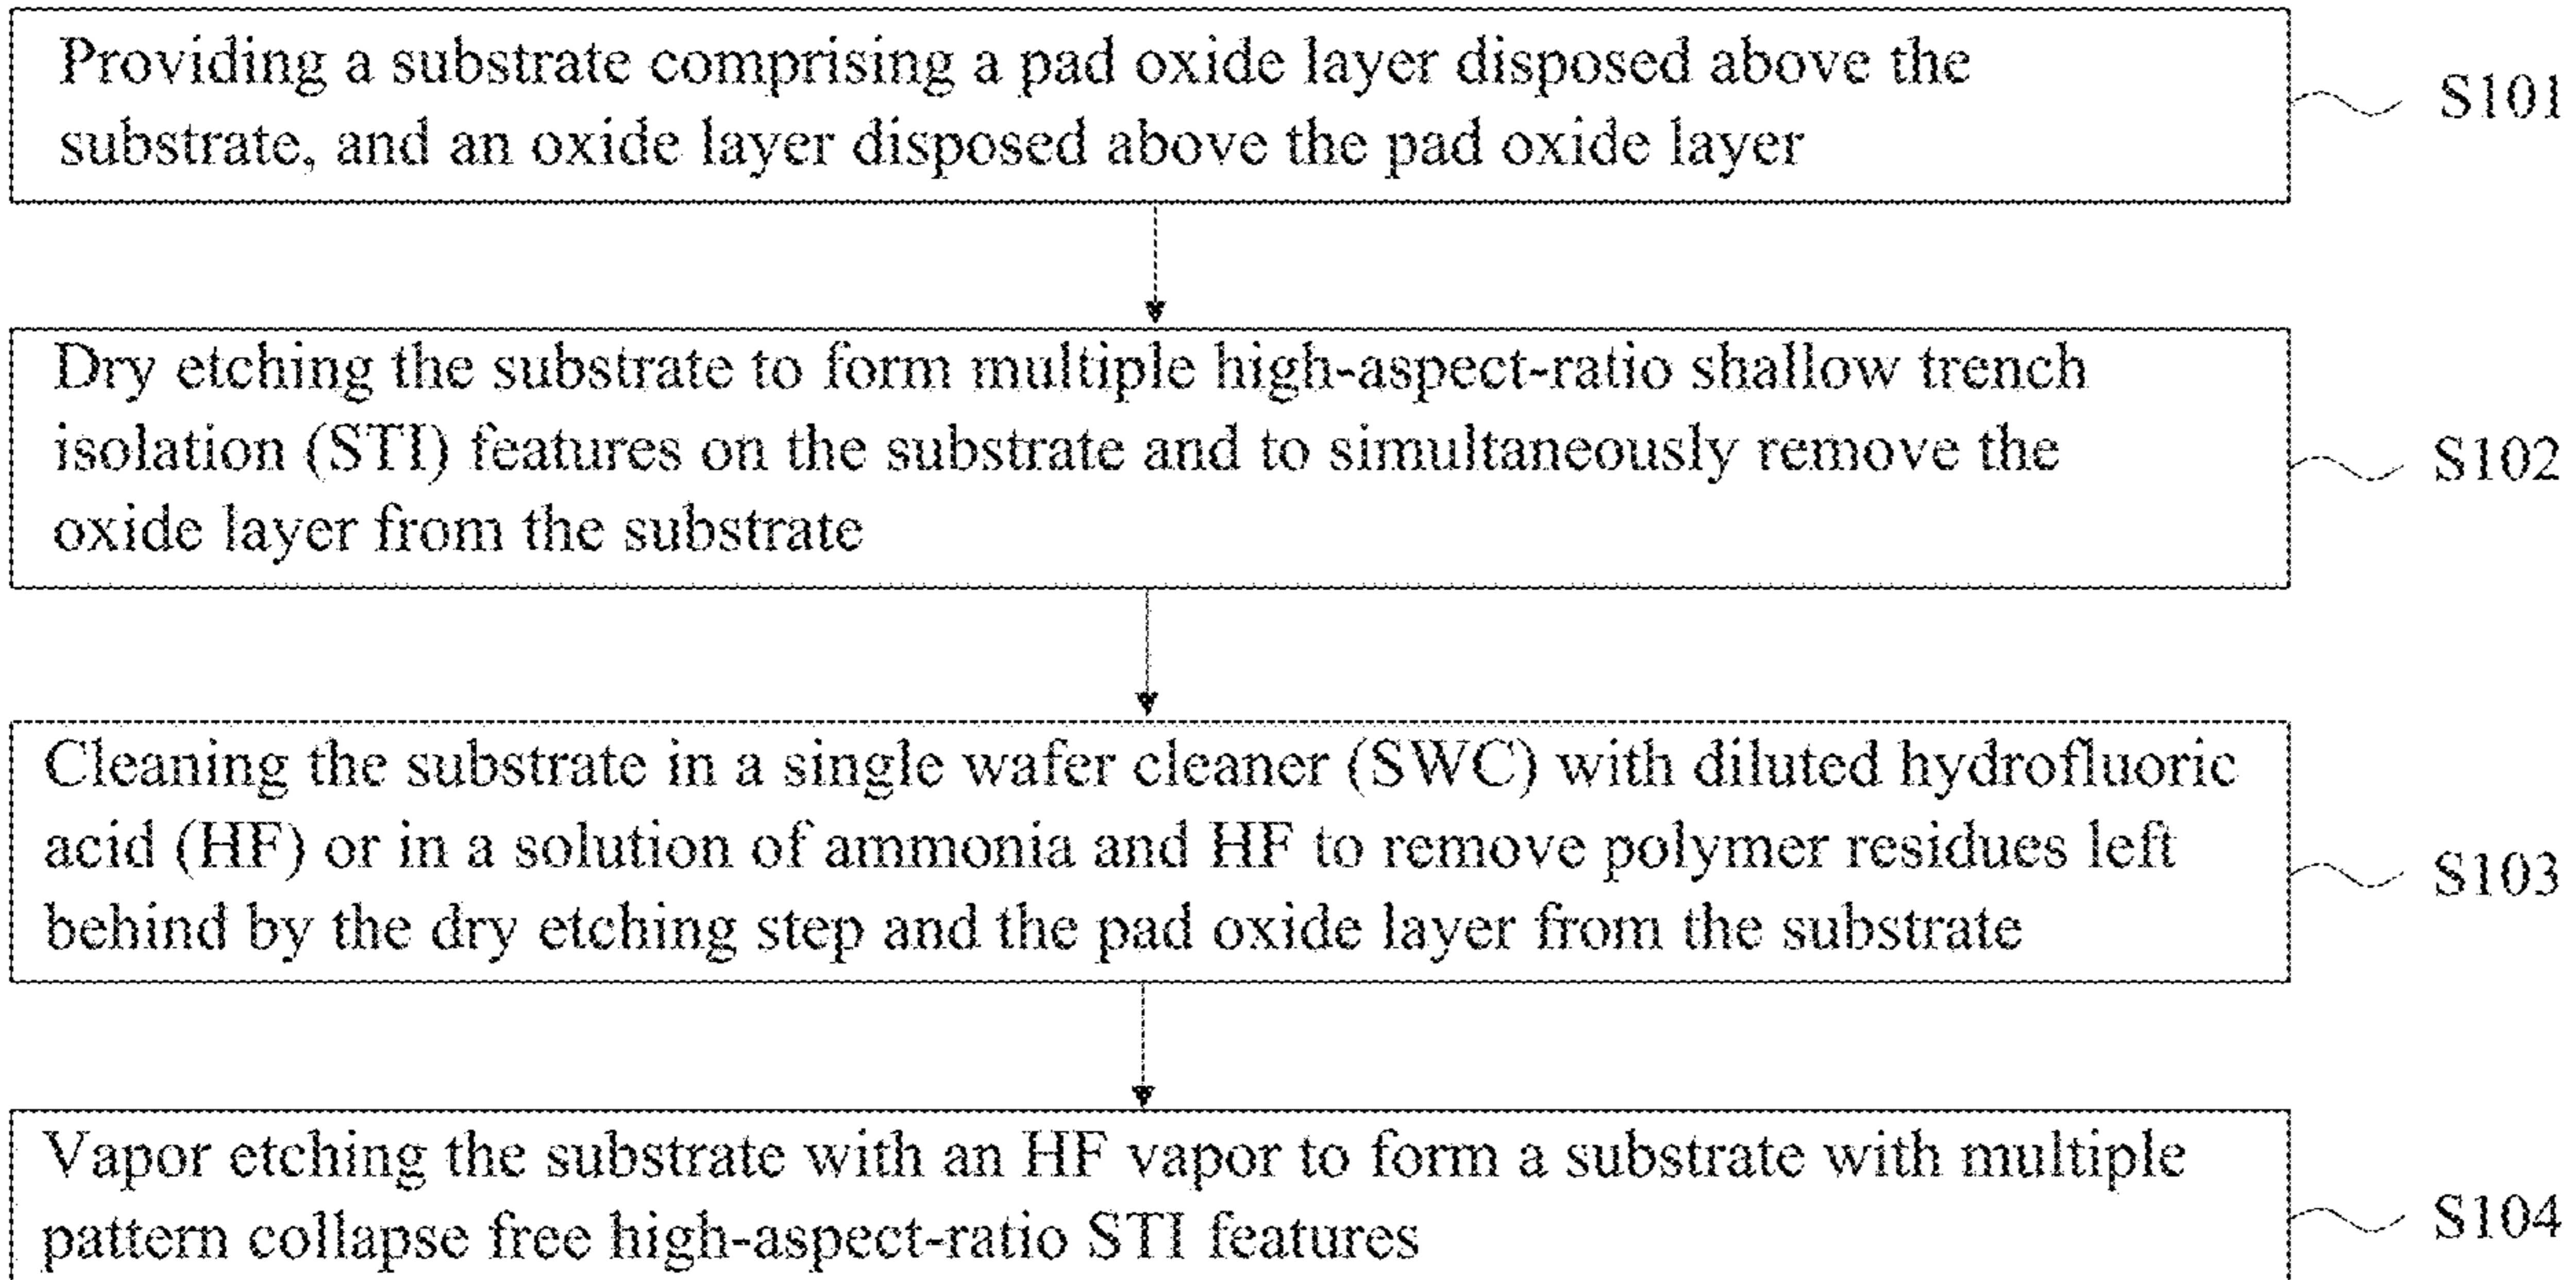 Providing a substrate comprising a pad oxide layer disposed above the
substrate, and an oxide layer disposed above the pad oxide layer
S101
Dry etching the substrate to form multiple high-aspect-ratio shallow trench
isolation (STI) features on the substrate and to simultaneously remove the
oxide layer from the substrate
S102
Cleaning the substrate in a single wafer cleaner (SWC) with diluted hydrofluoric
acid (HF) or in a solution of ammonia and HF to remove polymer residues left
behind by the dry etching step and the pad oxide layer from the substrate
S103
Vapor etching the substrate with an HF vapor to form a substrate with multiple
pattern collapse free high-aspect-ratio STI features
S104